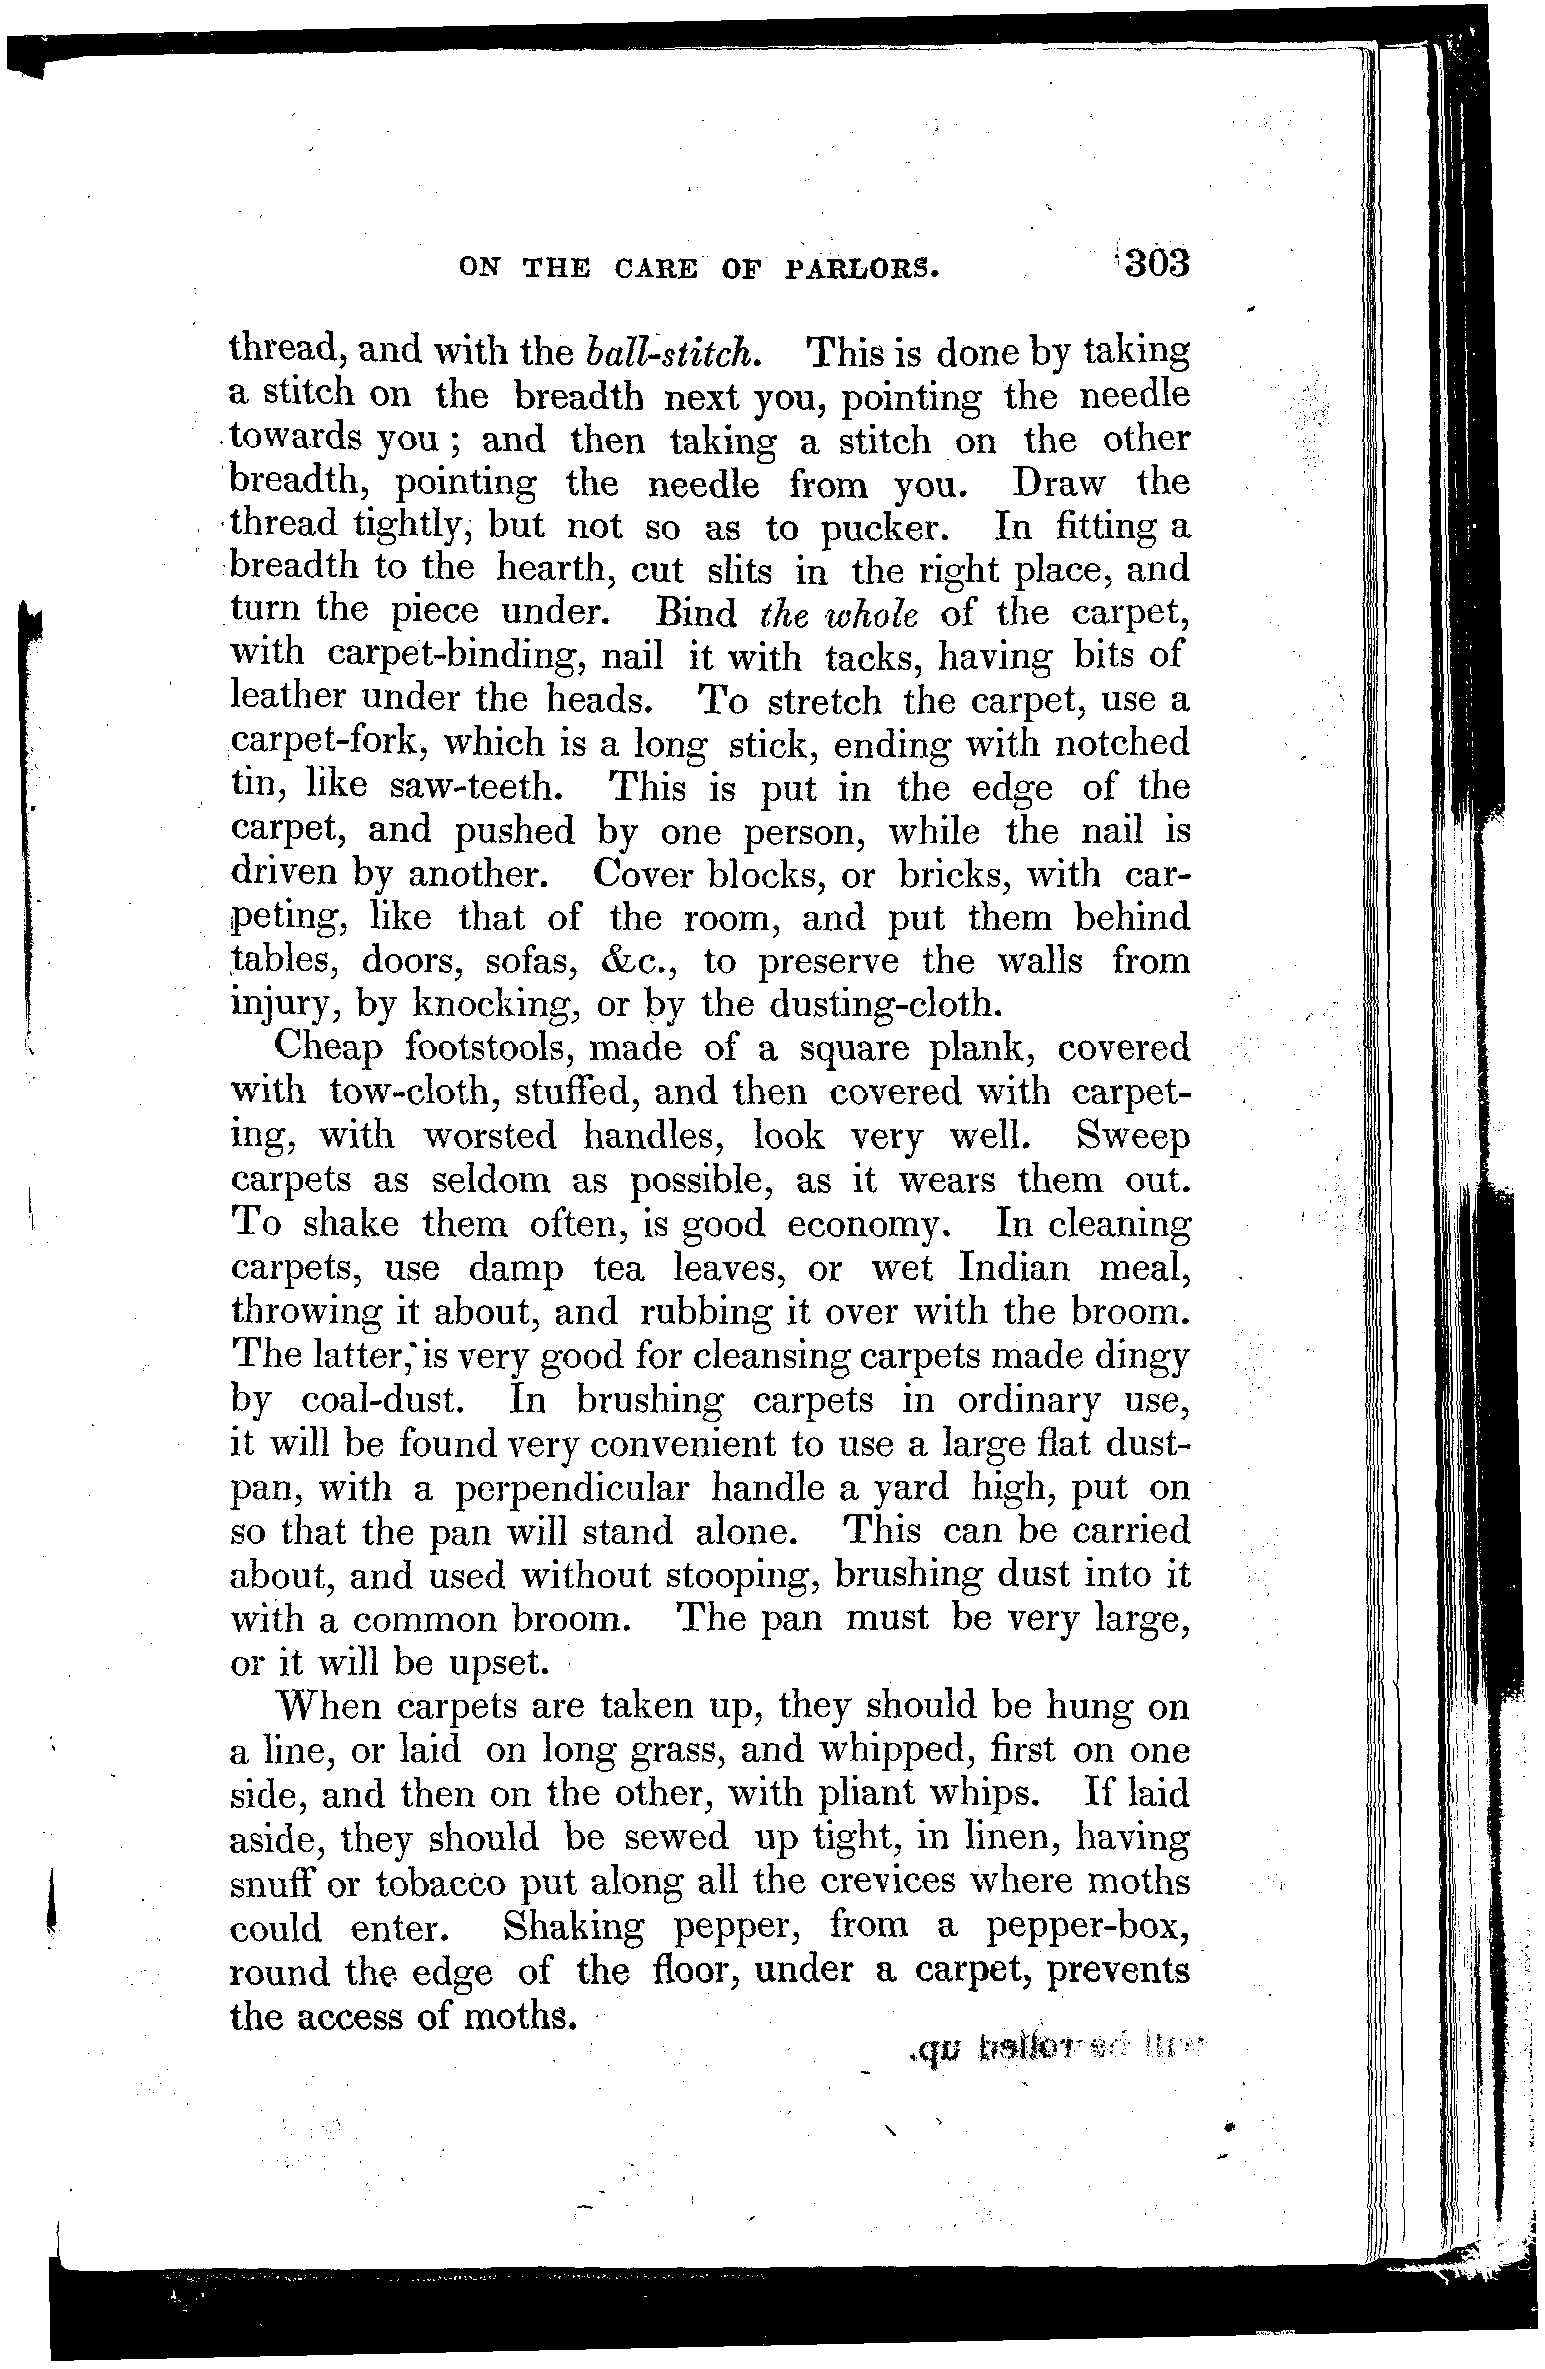 ON THE CARE OF PARLORS. 303
thread, and with the ball-stitch. This is done by taking
a stitch on the breadth next you, pointing the needle
towards you ; and then taking a stitch on the other
breadth, pointing the needle from you. Draw the
thread tightly, but not so as to pucker. In fitting a
breadth to the hearth, cut slits in the right place, and
turn the piece under. Bind the whole of the carpet,
with carpet-binding, nail it with tacks, having bits of
leather under the heads. To stretch the carpet, use a
carpet-fork, which is a long stick, ending with notched
tin, like saw-teeth. This is put in the edge of the
carpet, and pushed by one person, while the nail is
driven by another. Cover blocks, or bricks, with car-
peting, like that of the room, and put them behind
tables, doors, sofas, &c., to preserve the walls from
injury, by knocking, or by the dusting-cloth.
Cheap footstools, made of a square plank, covered
with tow-cloth, stuffed, and then covered with carpet-
ing, with worsted handles, look very well. Sweep
carpets as seldom as possible, as it wears them out.
To shake them often, is good economy. In cleaning
carpets, use damp tea leaves, or wet Indian meal,
throwing it about, and rubbing it over with the broom.
The latter, is very good for cleansing carpets made dingy
by coal-dust. In brushing carpets in ordinary use,
it will be found very convenient to use a large flat dust-
pan, with a perpendicular handle a yard high, put on
so that the pan will stand alone. This can be carried
about, and used without stooping, brushing dust into it
with a common broom. The pan must be very large,
or it will be upset.
When carpets are taken up, they should be hung on
a line, or laid on long grass, and whipped, first on one
side, and then on the other, with pliant whips. If laid
aside, they should be sewed up tight, in linen, having
snuff or tobacco put along all the crevices where moths
could enter. Shaking pepper, from a pepper-box,
round the edge of the floor, under a carpet, prevents
the access of moths.
will be rolled up.